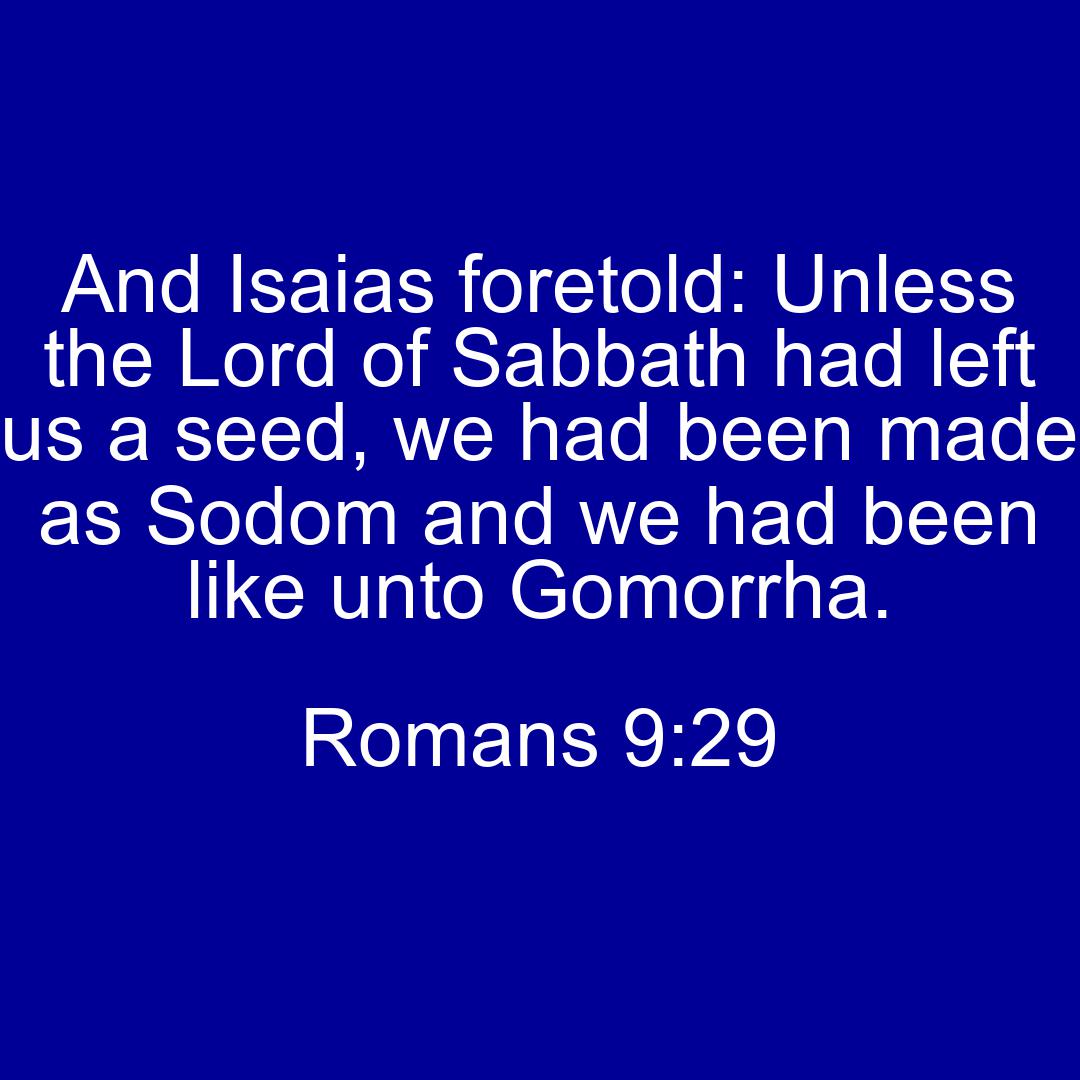 And Isaias foretold: Unless
the Lord of Sabbath had left
us a seed, we had been made
as Sodom and we had been
like unto Gomorrha.
Romans 9:29